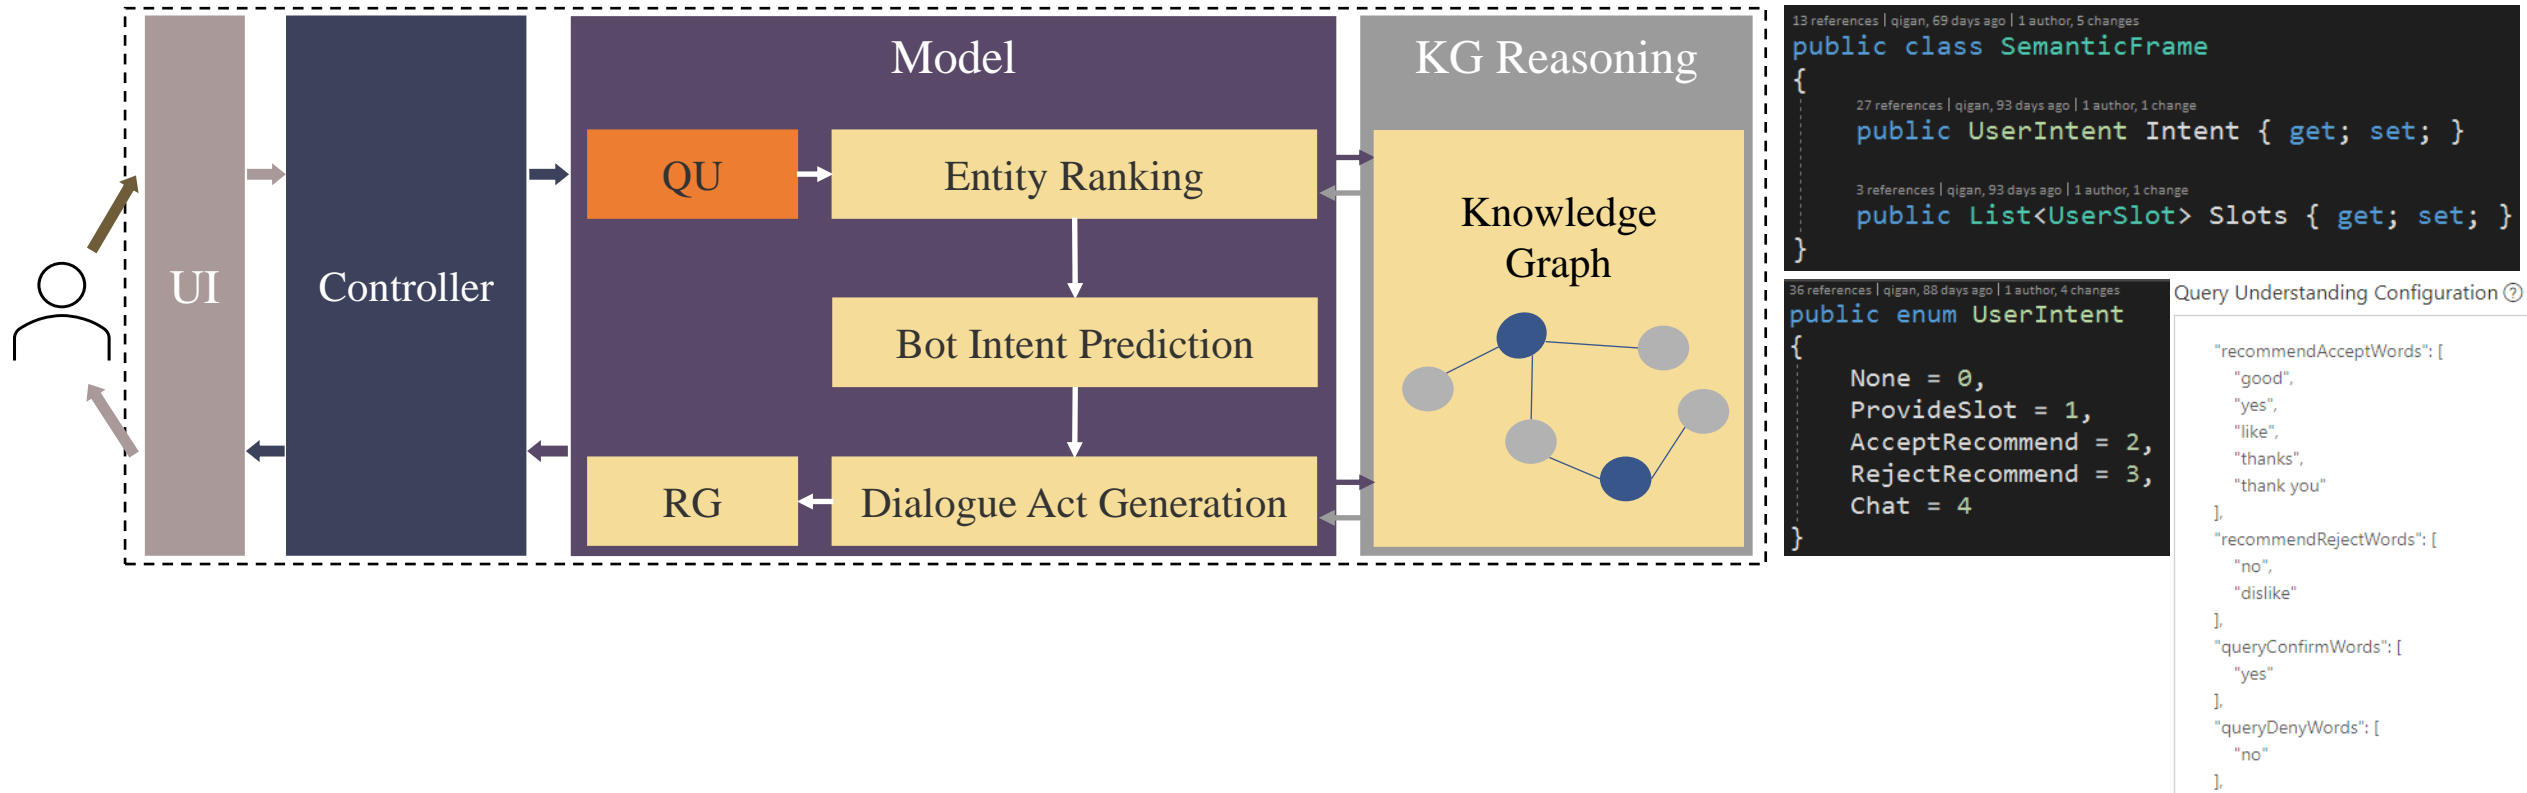 UI
Controller
Model
QU
Entity Ranking
Bot Intent Prediction
RG
Dialogue Act Generation
KG Reasoning
Knowledge
Graph
13 references | qigan, 69 days ago | 1 author, 5 changes
public class SemanticFrame
{
27 references | qigan, 93 days ago | 1 author, 1 change
public UserIntent Intent { get; set; }
3 references | qigan, 93 days ago | 1 author, 1 change
public List<UserSlot> Slots { get; set; }
}
36 references | qigan, 88 days ago | 1 author, 4 changes
public enum UserIntent
{
None = 0,
ProvideSlot = 1,
AcceptRecommend = 2,
RejectRecommend = 3,
Chat = 4
}
Query Understanding Configuration ?
"recommendAcceptWords": [
"good",
"yes",
"like",
"thanks",
"thank you"
],
"recommendRejectWords": [
"no",
"dislike"
],
"queryConfirmWords": [
"yes"
],
"queryDenyWords": [
"no"
],